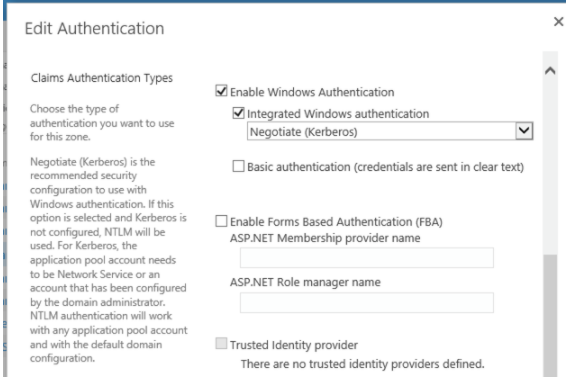 Edit Authentication
Claims Authentication Types
Choose the type of
authentication you want to use
for this zone.
Negotiate (Kerberos) is the
recommended security
configuration to use with
Windows authentication. If this
option is selected and Kerberos is
not configured, NTLM will be
used. For Kerberos, the
application pool account needs
to be Network Service or an
account that has been configured
by the domain administrator.
NTLM authentication will work
with any application pool account
and with the default domain
configuration.
Enable Windows Authentication
Integrated Windows authentication
Negotiate (Kerberos)
Basic authentication (credentials are sent in clear text)
Enable Forms Based Authentication (FBA)
ASP.NET Membership provider name
ASP.NET Role manager name
Trusted Identity provider
There are no trusted identity providers defined.